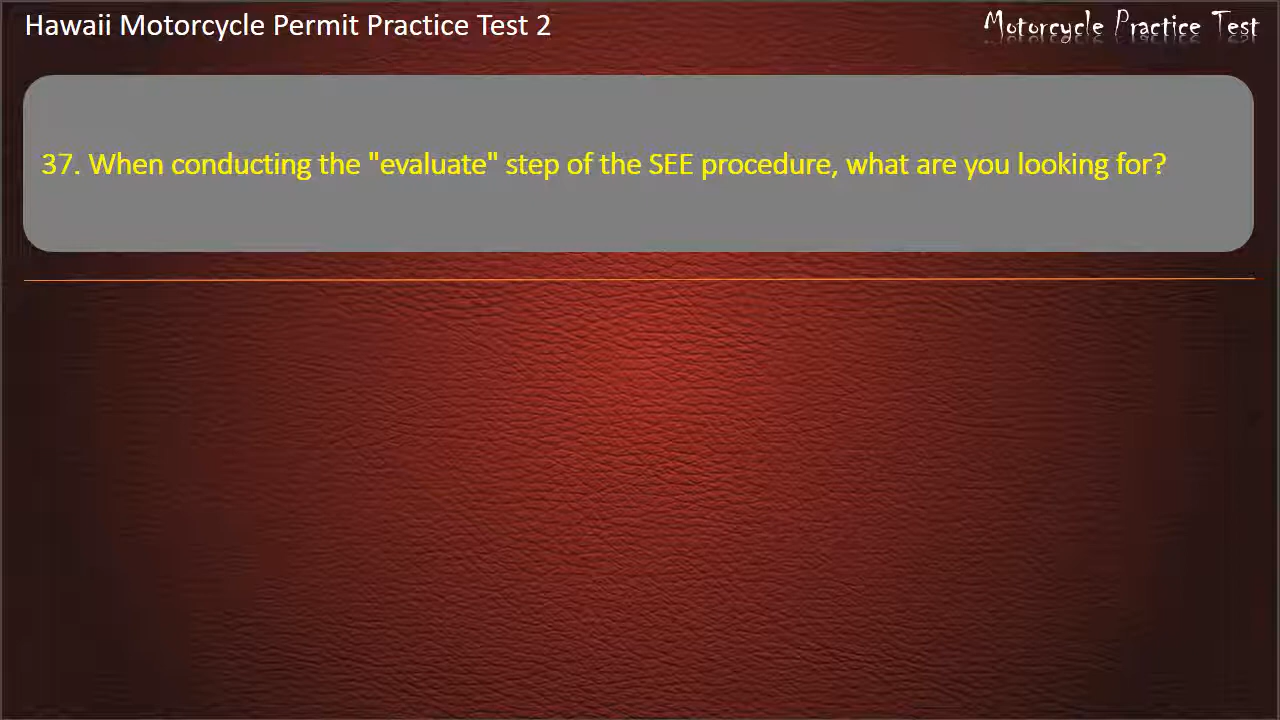 Hawaii Motorcycle Permit Practice Test 2
Motorcycle Practice Test
37. When conducting the "evaluate" step of the SEE procedure, what are you looking for?